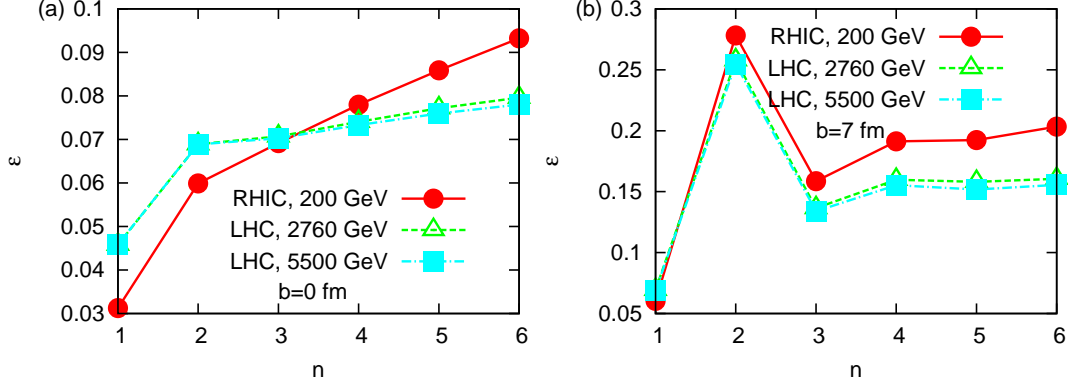 (a)
0.1
0.09
0.08
0.07
0.06
0.05
0.04
0.03
ε
RHIC, 200 GeV
LHC, 2760 GeV
LHC, 5500 GeV
b=0 fm
1 2 3 4 5 6
n
(b)
0.3
0.25
0.2
0.15
0.1
0.05
ε
RHIC, 200 GeV
LHC, 2760 GeV
LHC, 5500 GeV
b=7 fm
1 2 3 4 5 6
n